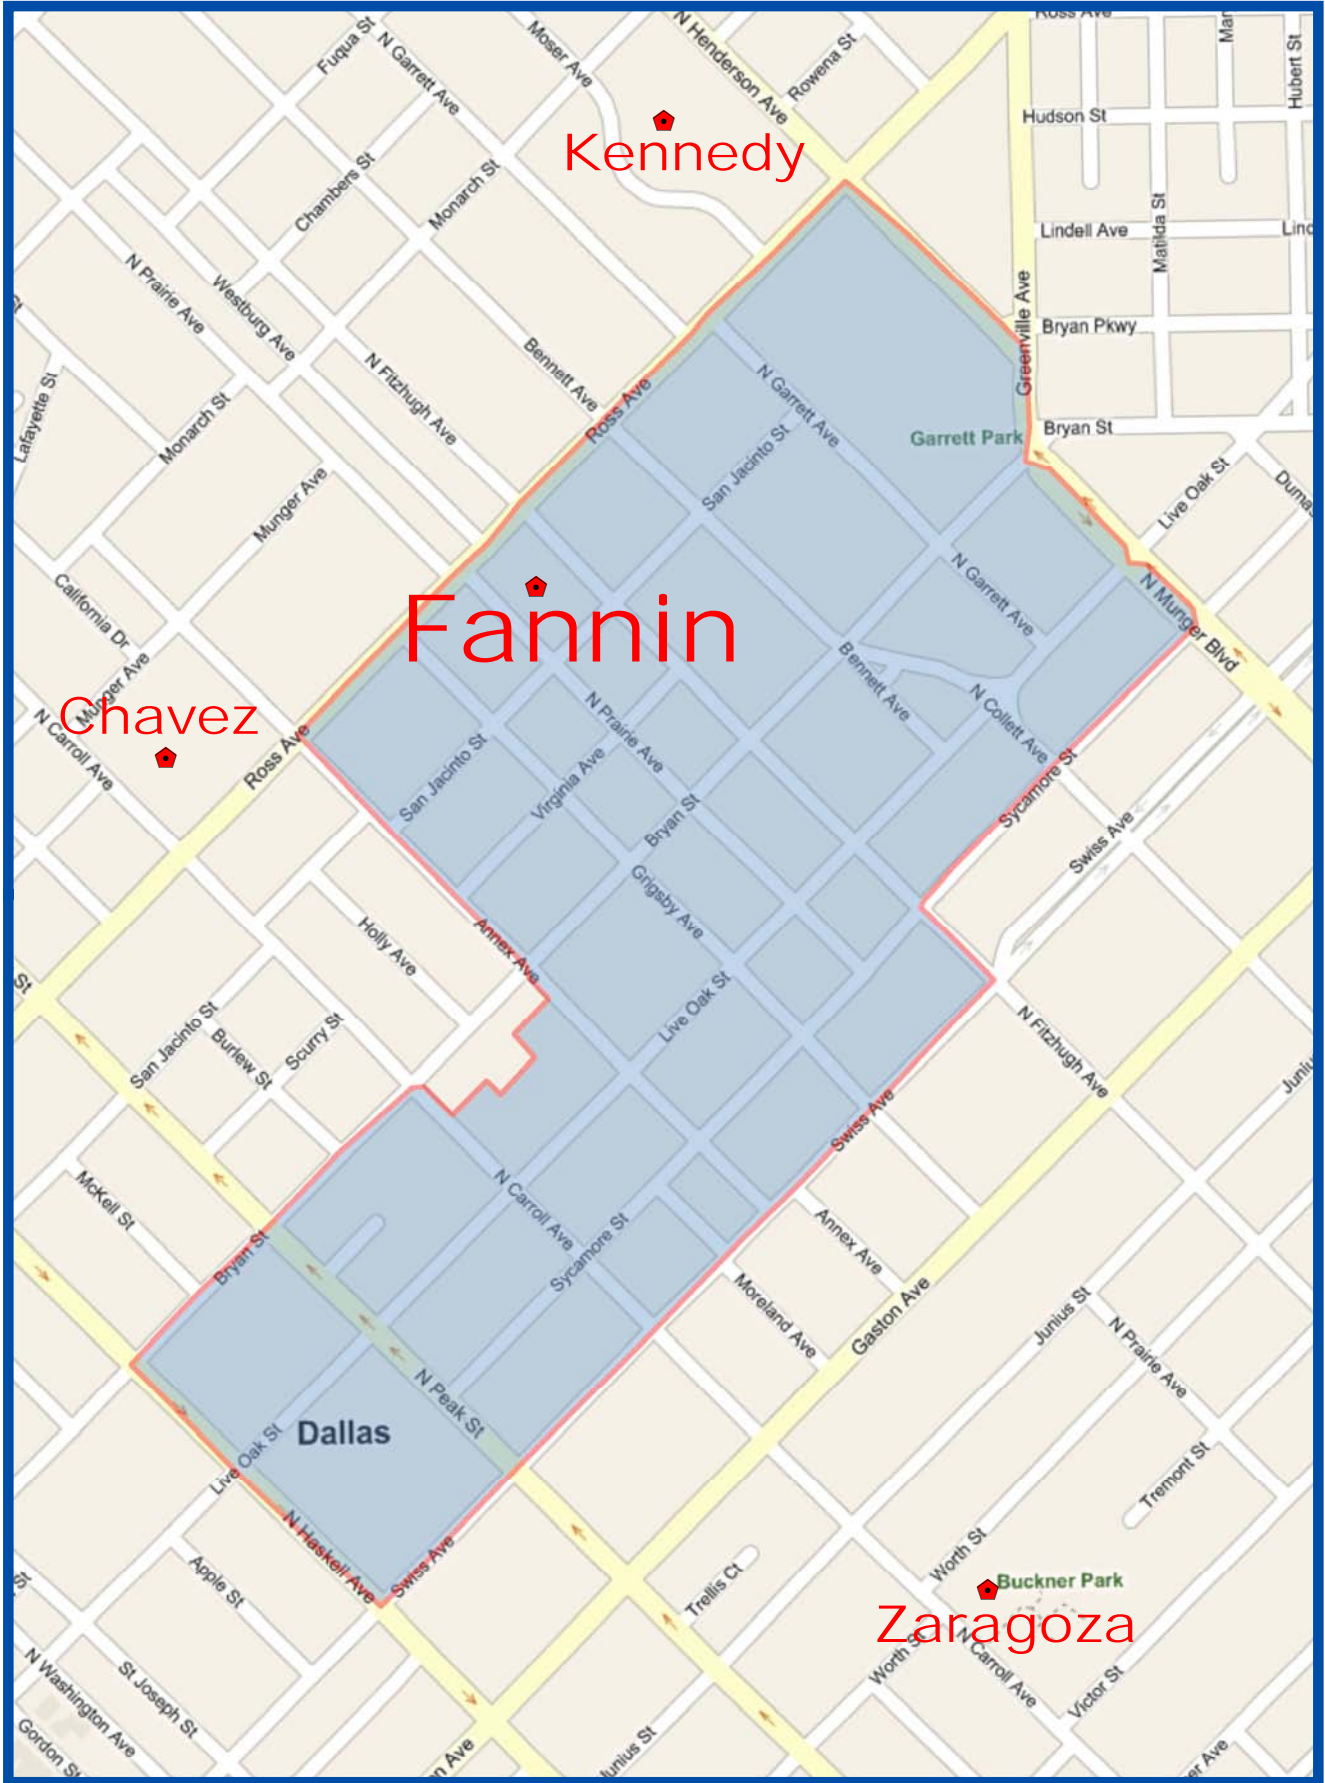 Ross Ave
Fuqua St
N Garrett Ave
Moser Ave
N Henderson Ave
Rowena St
Hubert St
Hudson St
Kennedy
Chambers St
Monarch St
Lindell Ave
Matilda St
N Prairie Ave
Westburg Ave
Greenville Ave
Bryan Pkwy
Bennett Ave
N Fitzhugh Ave
Ross Ave
N Garrett Ave
Lafayette St
Monarch St
San Jacinto St
Garrett Park
Bryan St
Live Oak St
Munger Ave
California Dr
N Garrett Ave
N Munger Blvd
Fannin
Munger Ave
Chavez
N Carroll Ave
Ross Ave
Bennett Ave
N Collett Ave
N Prairie Ave
San Jacinto St
Virginia Ave
Bryan St
Sycamore St
Swiss Ave
Grigsby Ave
Holly Ave
Annex Ave
St
Live Oak St
San Jacinto St
Burlew St
Scurry St
N Fitzhugh Ave
Swiss Ave
McKell St
N Carroll Ave
Sycamore St
Annex Ave
Bryan St
Moreland Ave
Gaston Ave
Junius St
N Prairie Ave
N Peak St
Dallas
Live Oak St
Tremont St
N Haskell Ave
Swiss Ave
Apple St
Trellis Ct
Worth St
Buckner Park
Zaragoza
Worth St
N Carroll Ave
Victor St
N Washington Ave
St Joseph St
Gordon St
Junius St